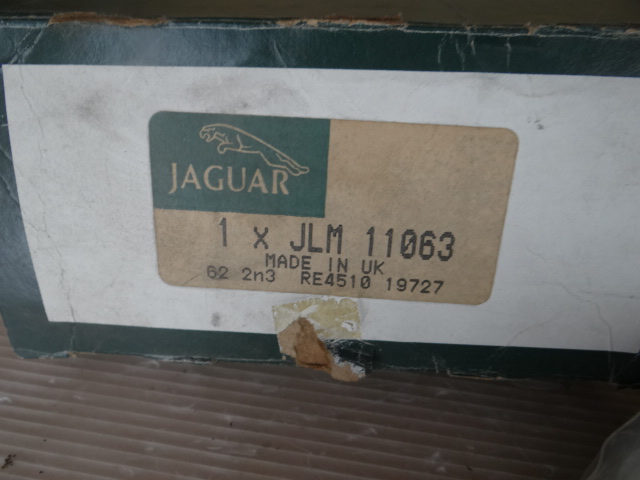 JAGUAR
1 x JLM 11063
MADE IN UK
62 2n3 RE4510 19727